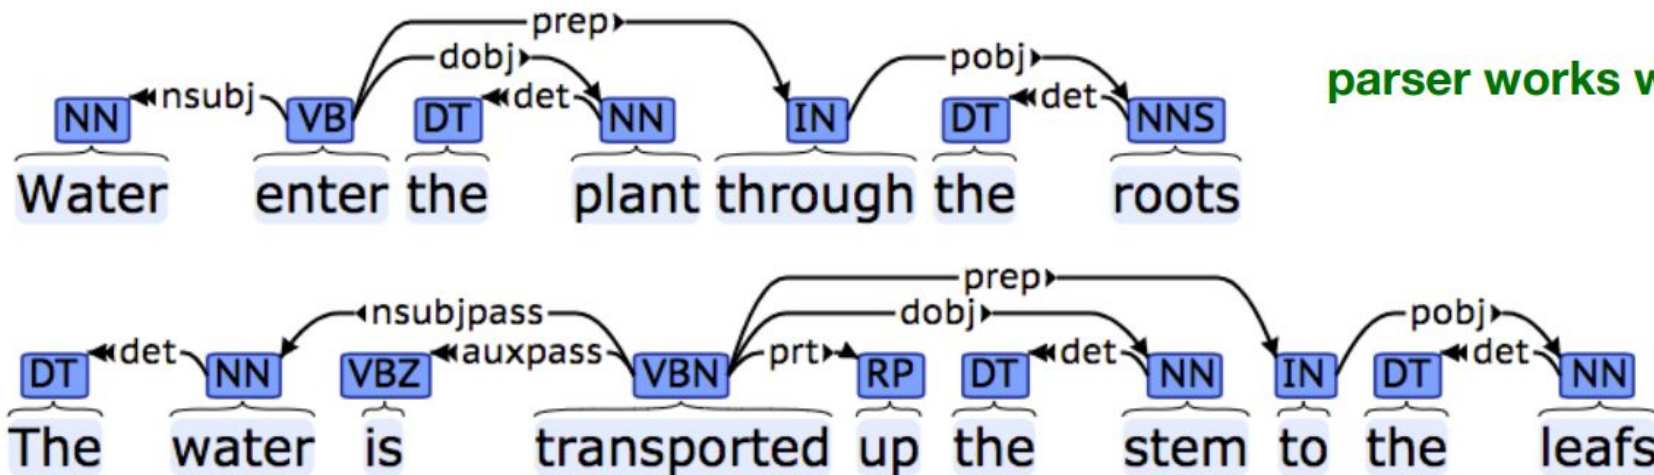 prep
dobj pobj
nsubj det det
NN VB DT NN IN DT NNS
parser works w
Water enter the plant through the roots
prep
nsubjpass dobj pobj
det auxpass prt det det
DT NN VBZ VBN RP DT NN IN DT NN
The water is transported up the stem to the leafs